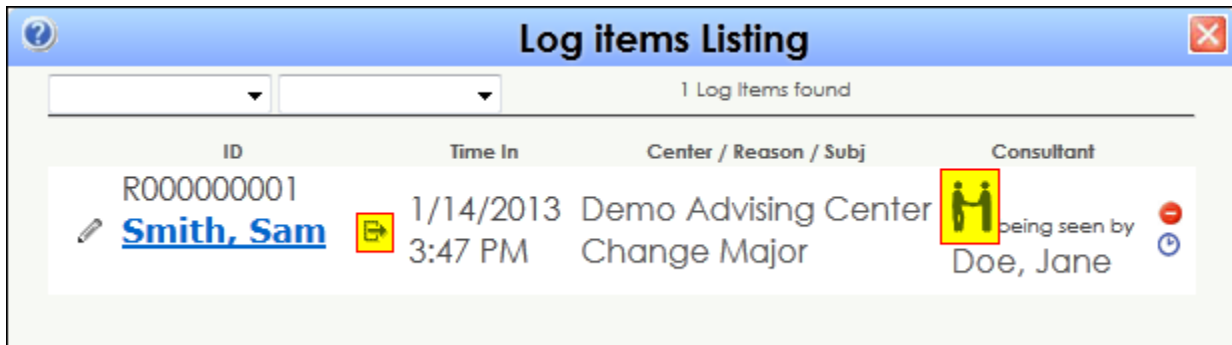 Log items Listing
1 Log Items found
ID Time In Center / Reason / Subj Consultant
R000000001
Smith, Sam
1/14/2013
3:47 PM
Demo Advising Center
Change Major
being seen by
Doe, Jane